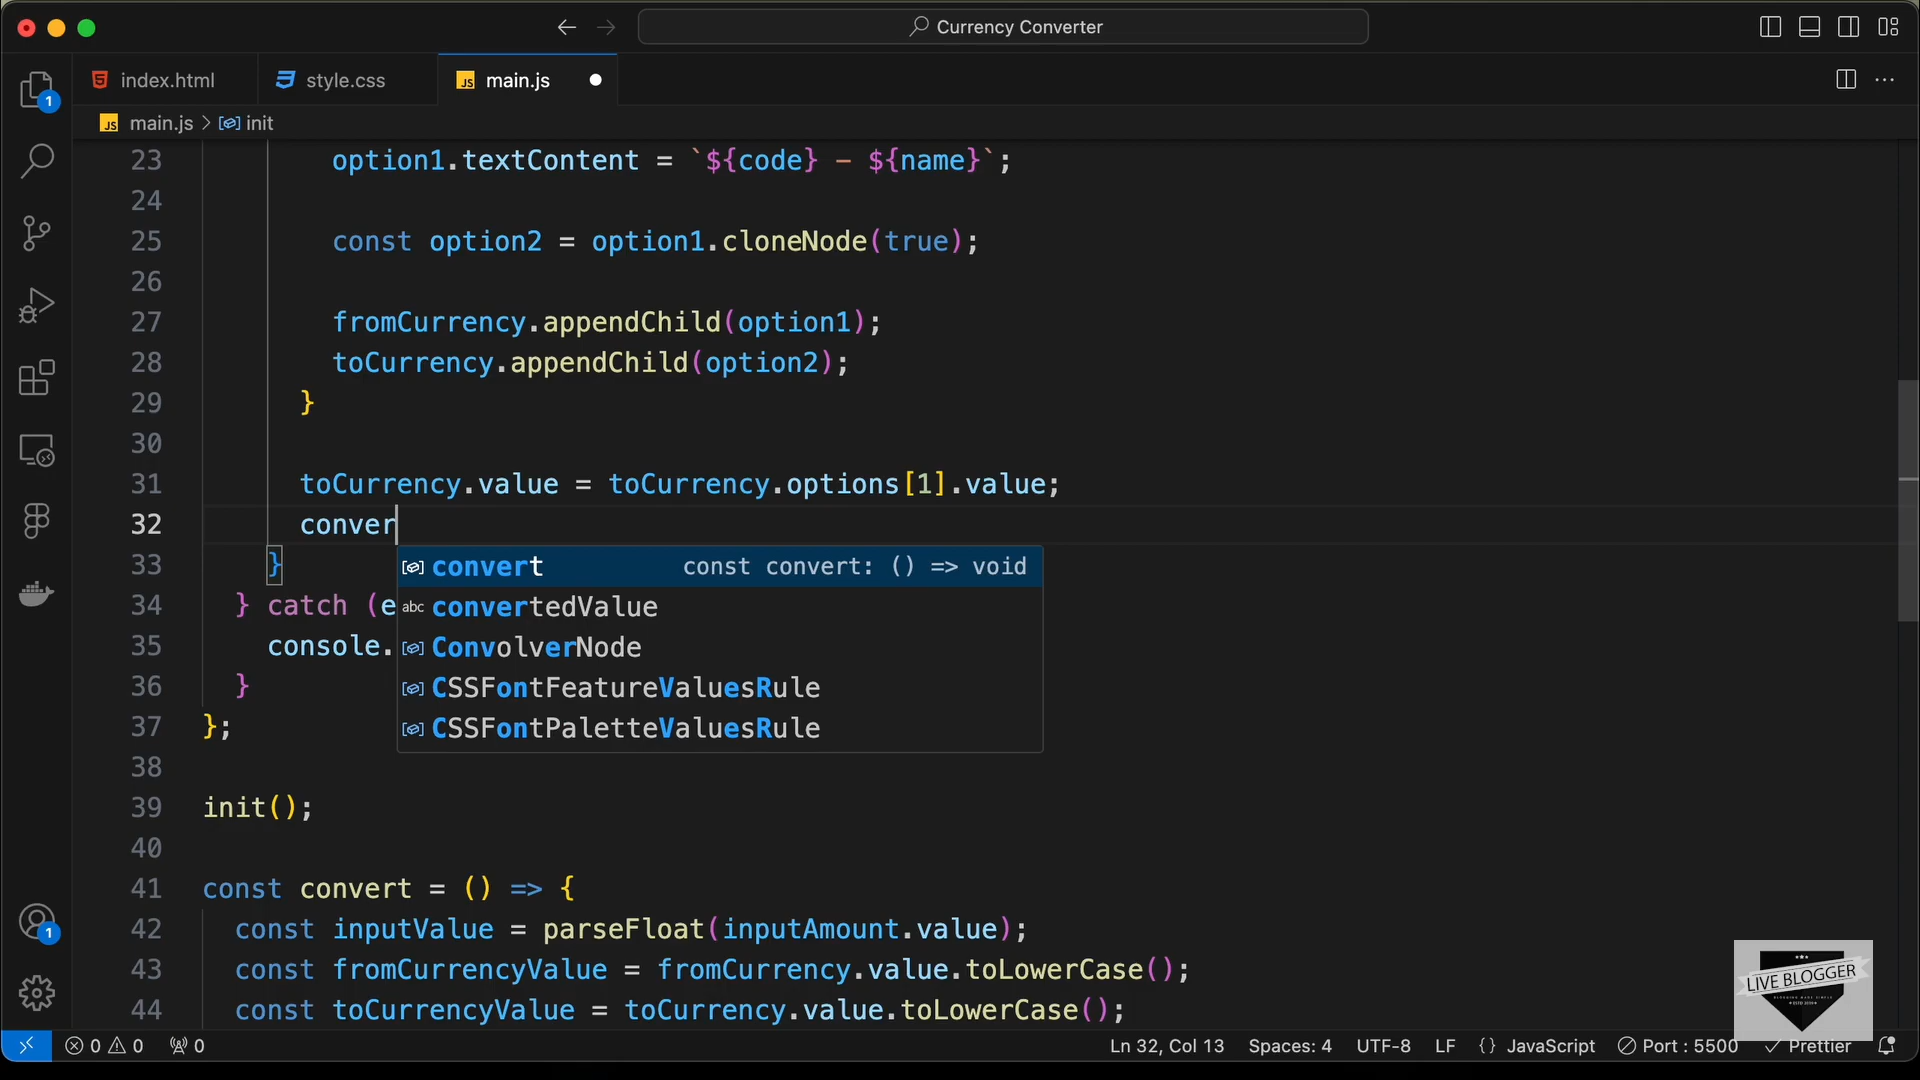 Currency Converter
index.html
style.css
JS main.js
JS main.js > init
23 option1.textContent = `${code} - ${name}`;
24
25 const option2 = option1.cloneNode(true);
26
27 fromCurrency.appendChild(option1);
28 toCurrency.appendChild(option2);
29 }
30
31 toCurrency.value = toCurrency.options[1].value;
32 conver
33 }
convert const convert: () => void
34 } catch (e
abc convertedValue
35 console.
ConvolverNode
36 }
CSSFontFeatureValuesRule
37 };
CSSFontPaletteValuesRule
38
39 init();
40
41 const convert = () => {
42 const inputValue = parseFloat(inputAmount.value);
43 const fromCurrencyValue = fromCurrency.value.toLowerCase();
44 const toCurrencyValue = toCurrency.value.toLowerCase();
1
1
LIVE BLOGGER
0 0 0 Ln 32, Col 13 Spaces: 4 UTF-8 LF {} JavaScript Port : 5500 Prettier